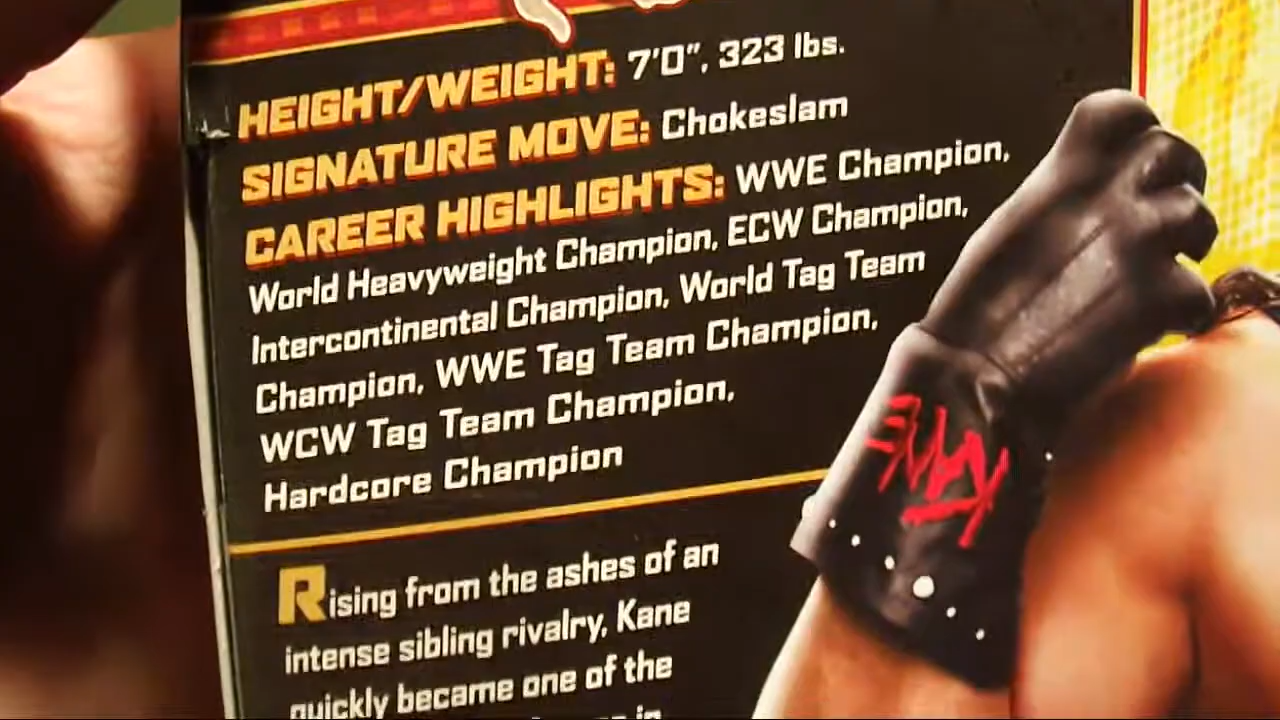 HEIGHT/WEIGHT: 7'0", 323 lbs.
SIGNATURE MOVE: Chokeslam
CAREER HIGHLIGHTS: WWE Champion,
World Heavyweight Champion, ECW Champion,
Intercontinental Champion, World Tag Team
Champion, WWE Tag Team Champion,
WCW Tag Team Champion,
Hardcore Champion
Rising from the ashes of an
intense sibling rivalry, Kane
quickly became one of the
in